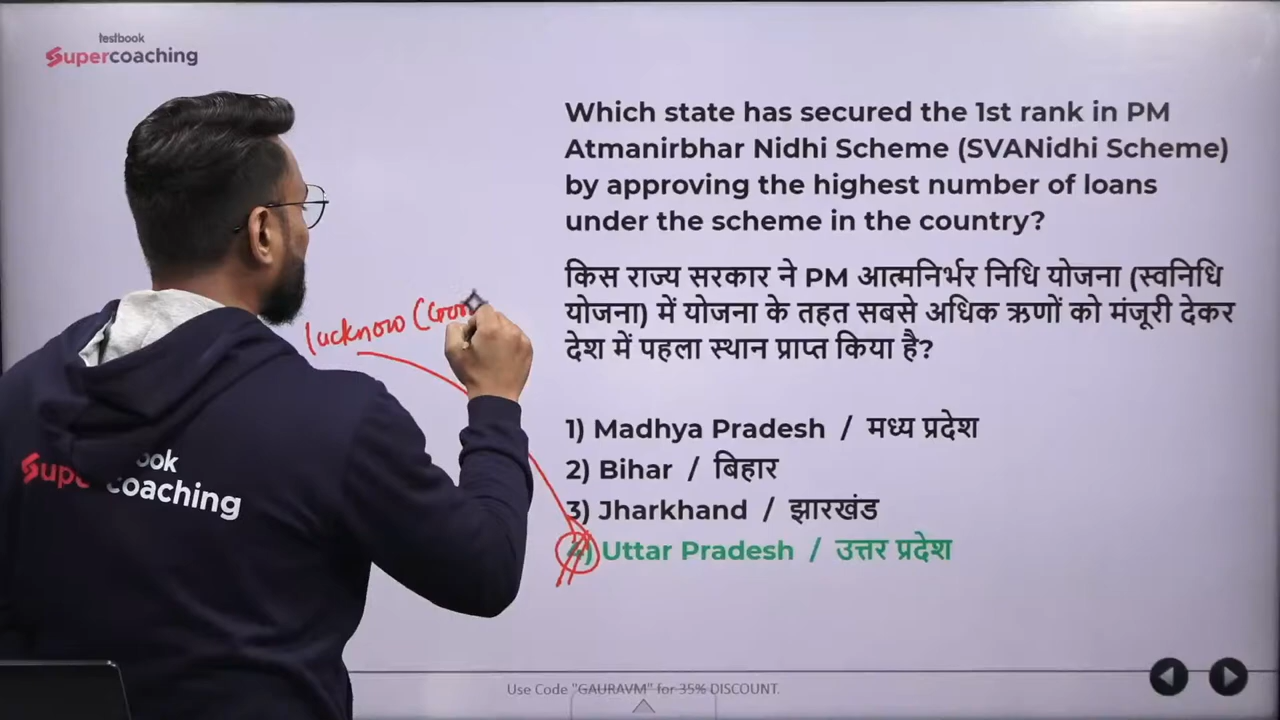 testbook
Supercoaching
Which state has secured the 1st rank in PM
Atmanirbhar Nidhi Scheme (SVANidhi Scheme)
by approving the highest number of loans
under the scheme in the country?
किस राज्य सरकार ने PM आत्मनिर्भर निधि योजना (स्वनिधि
योजना) में योजना के तहत सबसे अधिक ऋणों को मंजूरी देकर
देश में पहला स्थान प्राप्त किया है?
lucknow
1) Madhya Pradesh / मध्य प्रदेश
2) Bihar / बिहार
3) Jharkhand / झारखंड
4) Uttar Pradesh / उत्तर प्रदेश
ook
Supe coaching
Use Code "GAURAVM" for 35% DISCOUNT.